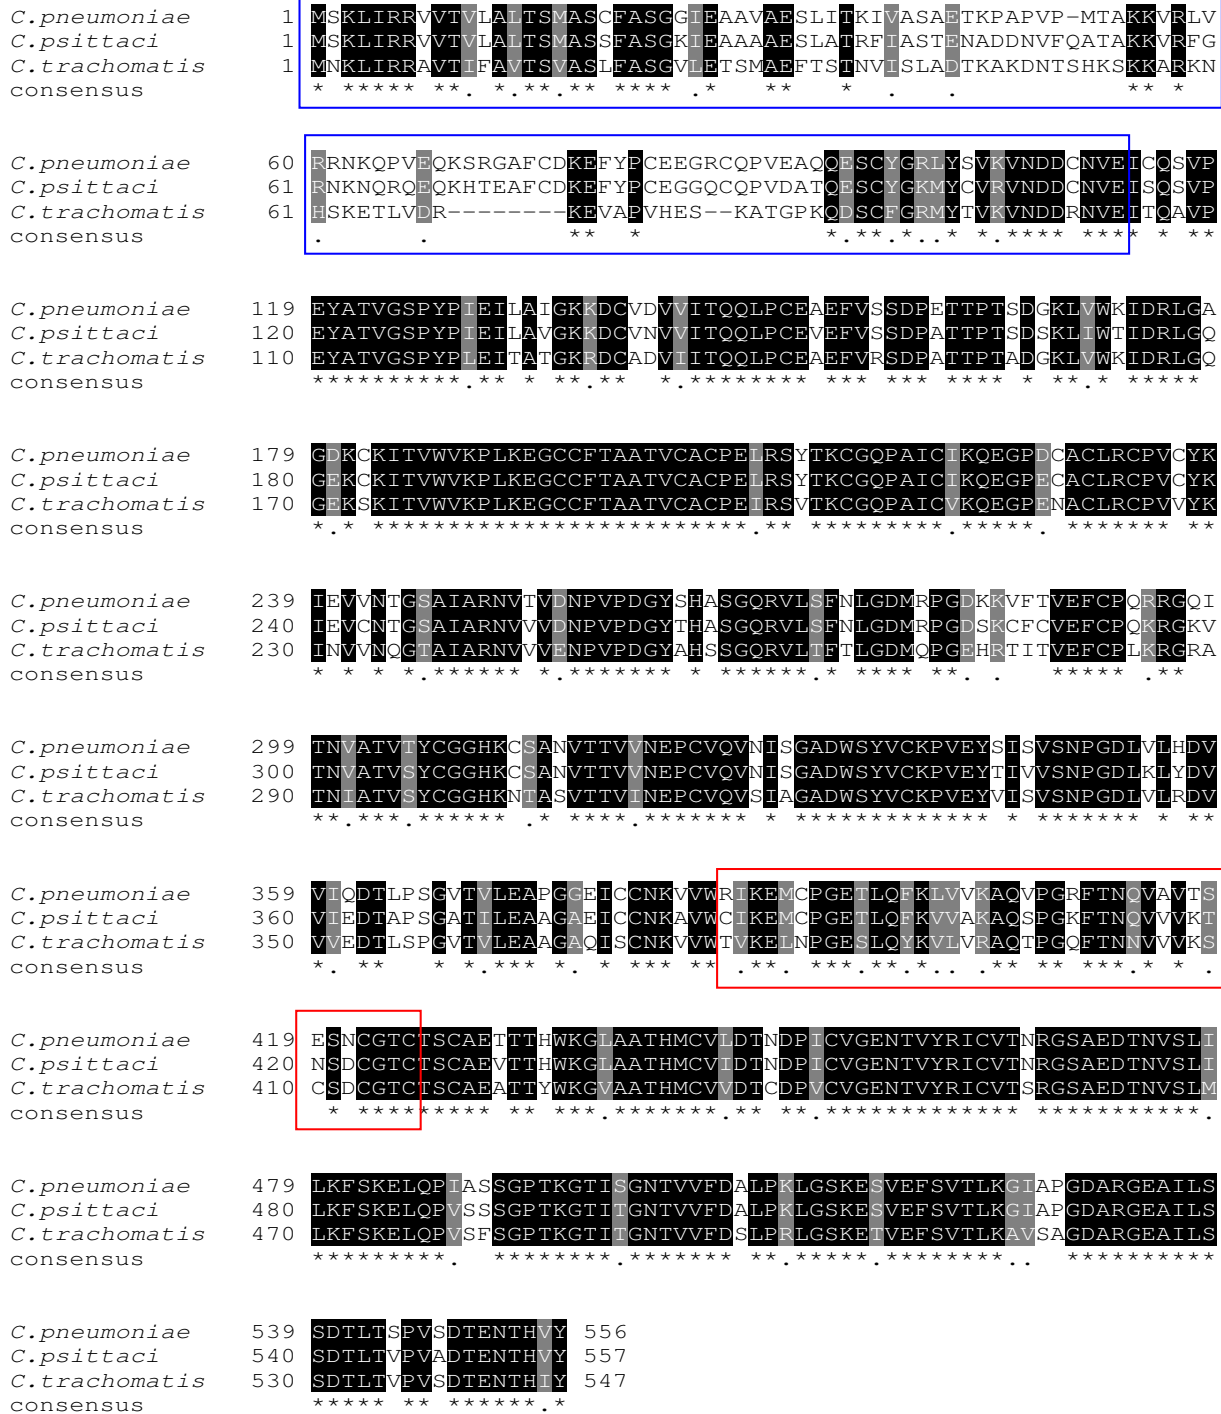 C.pneumoniae 1 MSKLIRRVVTVLALTSMASCFASGGIEAAVAESLITKIVASAETKPAPVP-MTAKKVRLV
C.psittaci 1 MSKLIRRVVTVLALTSMASSFASGKIEAAAAESLATRFIASTENADDNVFQATAKKVRFG
C.trachomatis 1 MNKLIRRAVTIFAVTSVASLFASGVLETSMAEFTSTNVISLADTKAKDNTSHKSKKARKN
consensus * ***** **. *.**.** **** .* ** * . . ** *
C.pneumoniae 60 RRNKQPVEQKSRGAFCDKEFYPCEEGRCQPVEAQQESCYGRLYSVKVNDDCNVEICQSVP
C.psittaci 61 RNKNQRQEQKHTEAFCDKEFYPCEGGQCQPVDATQESCYGKMYCVRVNDDCNVEISQSVP
C.trachomatis 61 HSKETLVDR--------KEVAPVHES--KATGPKQDSCFGRMYTVKVNDDRNVEITQAVP
consensus . . ** * *.**.*..* *.**** **** * **
C.pneumoniae 119 EYATVGSPYPIEILAIGKKDCVDVVITQQLPCEAEFVSSDPETTPTSDGKLVWKIDRLGA
C.psittaci 120 EYATVGSPYPIEILAVGKKDCVNVVITQQLPCEVEFVSSDPATTPTSDSKLIWTIDRLGQ
C.trachomatis 110 EYATVGSPYPLEITATGKRDCADVIITQQLPCEAEFVRSDPATTPTADGKLVWKIDRLGQ
consensus **********.** * **.** *.******** *** *** **** * **.* *****
C.pneumoniae 179 GDKCKITVWVKPLKEGCCFTAATVCACPELRSYTKCGQPAICIKQEGPDCACLRCPVCYK
C.psittaci 180 GEKCKITVWVKPLKEGCCFTAATVCACPELRSYTKCGQPAICIKQEGPECACLRCPVCYK
C.trachomatis 170 GEKSKITVWVKPLKEGCCFTAATVCACPEIRSVTKCGQPAICVKQEGPENACLRCPVVYK
consensus *.* *************************.** *********.*****. ******* **
C.pneumoniae 239 IEVVNTGSAIARNVTVDNPVPDGYSHASGQRVLSFNLGDMRPGDKKVFTVEFCPQRRGQI
C.psittaci 240 IEVCNTGSAIARNVVVDNPVPDGYTHASGQRVLSFNLGDMRPGDSKCFCVEFCPQKRGKV
C.trachomatis 230 INVVNQGTAIARNVVVENPVPDGYAHSSGQRVLTFTLGDMQPGEHRTITVEFCPLKRGRA
consensus * * * *.****** *.******* * ******.* **** **. . ***** .**
C.pneumoniae 299 TNVATVTYCGGHKCSANVTTVVNEPCVQVNISGADWSYVCKPVEYSISVSNPGDLVLHDV
C.psittaci 300 TNVATVSYCGGHKCSANVTTVVNEPCVQVNISGADWSYVCKPVEYTIVVSNPGDLKLYDV
C.trachomatis 290 TNIATVSYCGGHKNTASVTTVINEPCVQVSIAGADWSYVCKPVEYVISVSNPGDLVLRDV
consensus **.***.****** .* ****.******* * ************* * ******* * **
C.pneumoniae 359 VIQDTLPSGVTVLEAPGGEICCNKVVWRIKEMCPGETLQFKLVVKAQVPGRFTNQVAVTS
C.psittaci 360 VIEDTAPSGATILEAAGAEICCNKAVWCIKEMCPGETLQFKVVAKAQSPGKFTNQVVVKT
C.trachomatis 350 VVEDTLSPGVTVLEAAGAQISCNKVVWTVKELNPGESLQYKVLVRAQTPGQFTNNVVVKS
consensus *. ** * *.*** *. * *** ** .**. ***.**.*.. .** ** *** * * .
C.pneumoniae 419 ESNCGTCTSCAETTTHWKGLAATHMCVLDTNDPICVGENTVYRICVTNRGSAEDTNVSLI
C.psittaci 420 NSDCGTCTSCAEVTTHWKGLAATHMCVIDTNDPICVGENTVYRICVTNRGSAEDTNVSLI
C.trachomatis 410 CSDCGTCTSCAEATTYWKGVAATHMCVVDTCDPVCVGENTVYRICVTSRGSAEDTNVSLM
consensus * ********* ** ***.*******.** **.************* ***********.
C.pneumoniae 479 LKFSKELQPIASSGPTKGTISGNTVVFDALPKLGSKESVEFSVTLKGIAPGDARGEAILS
C.psittaci 480 LKFSKELQPVSSSGPTKGTITGNTVVFDALPKLGSKESVEFSVTLKGIAPGDARGEAILS
C.trachomatis 470 LKFSKELQPVSFSGPTKGTITGNTVVFDSLPRLGSKETVEFSVTLKAVSAGDARGEAILS
consensus *********. ********.******* **.*****.********.. **********
C.pneumoniae 539 SDTLTSPVSDTENTHVY 556
C.psittaci 540 SDTLTVPVADTENTHVY 557
C.trachomatis 530 SDTLTVPVSDTENTHIY 547
consensus ***** ** ******.*